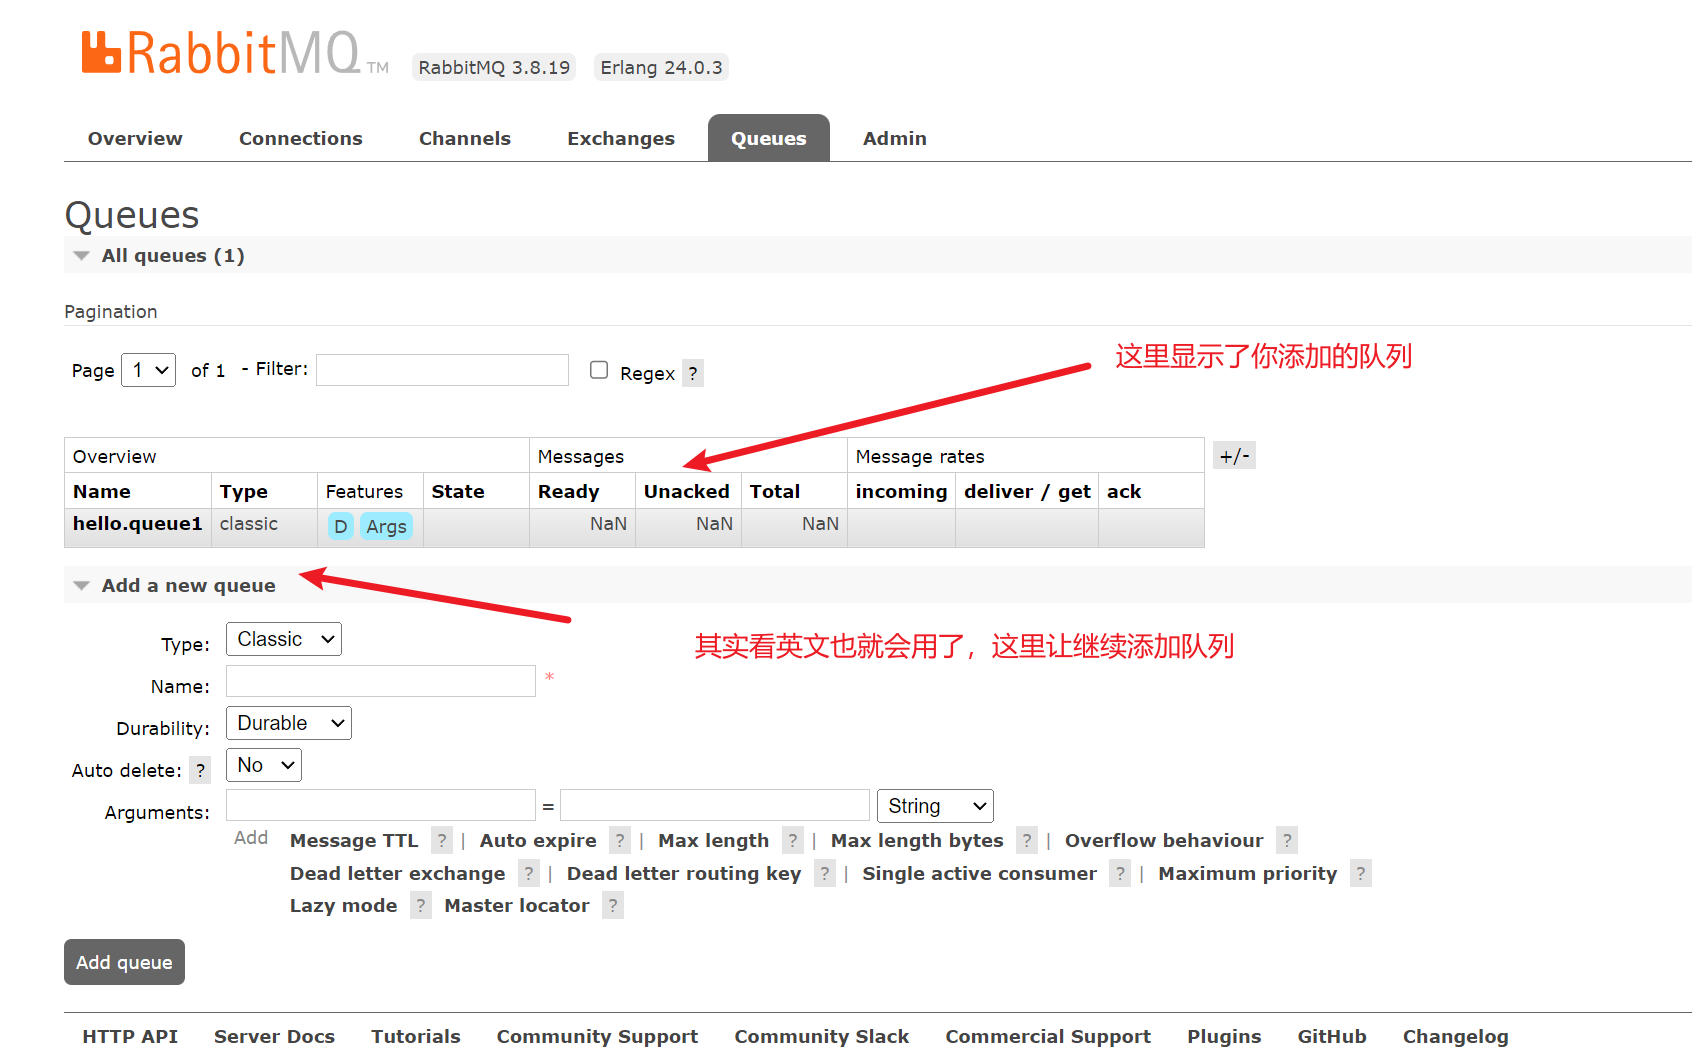 RabbitMQ TM RabbitMQ 3.8.19 Erlang 24.0.3
Overview Connections Channels Exchanges Queues Admin
Queues
All queues (1)
Pagination
Page 1 of 1 - Filter: Regex ?
这里显示了你添加的队列
Overview Messages Message rates +/-
Name Type Features State Ready Unacked Total incoming deliver / get ack
hello.queue1 classic D Args NaN NaN NaN
Add a new queue
Type: Classic
其实看英文也就会用了，这里让继续添加队列
Name: *
Durability: Durable
Auto delete: ? No
Arguments: = String
Add Message TTL ? | Auto expire ? | Max length ? | Max length bytes ? | Overflow behaviour ?
Dead letter exchange ? | Dead letter routing key ? | Single active consumer ? | Maximum priority ?
Lazy mode ? Master locator ?
Add queue
HTTP API Server Docs Tutorials Community Support Community Slack Commercial Support Plugins GitHub Changelog